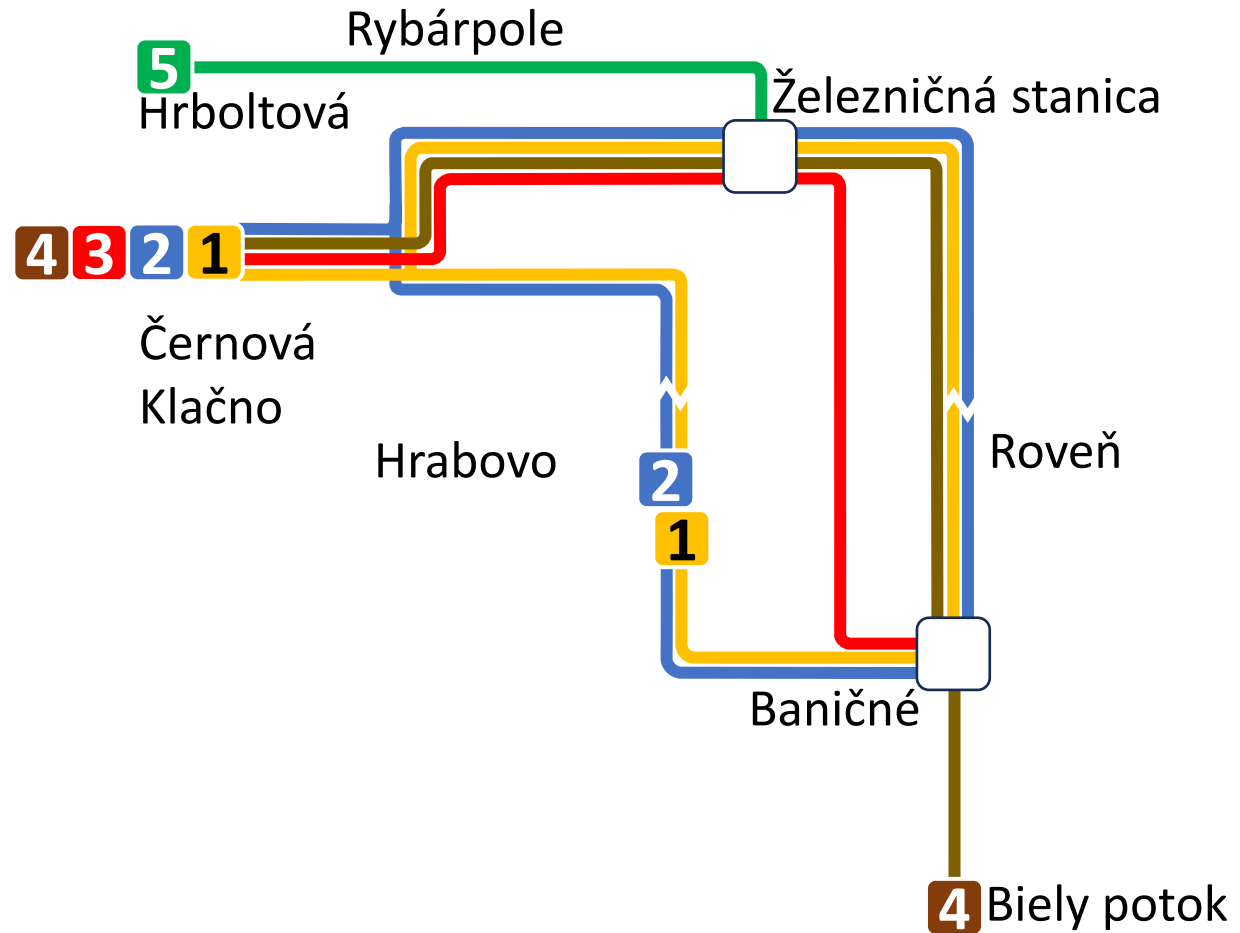 Rybárpole
5
Hrboltová
Železničná stanica
4 3 2 1
Černová
Klačno
Hrabovo
Roveň
2
1
Baničné
4 Biely potok